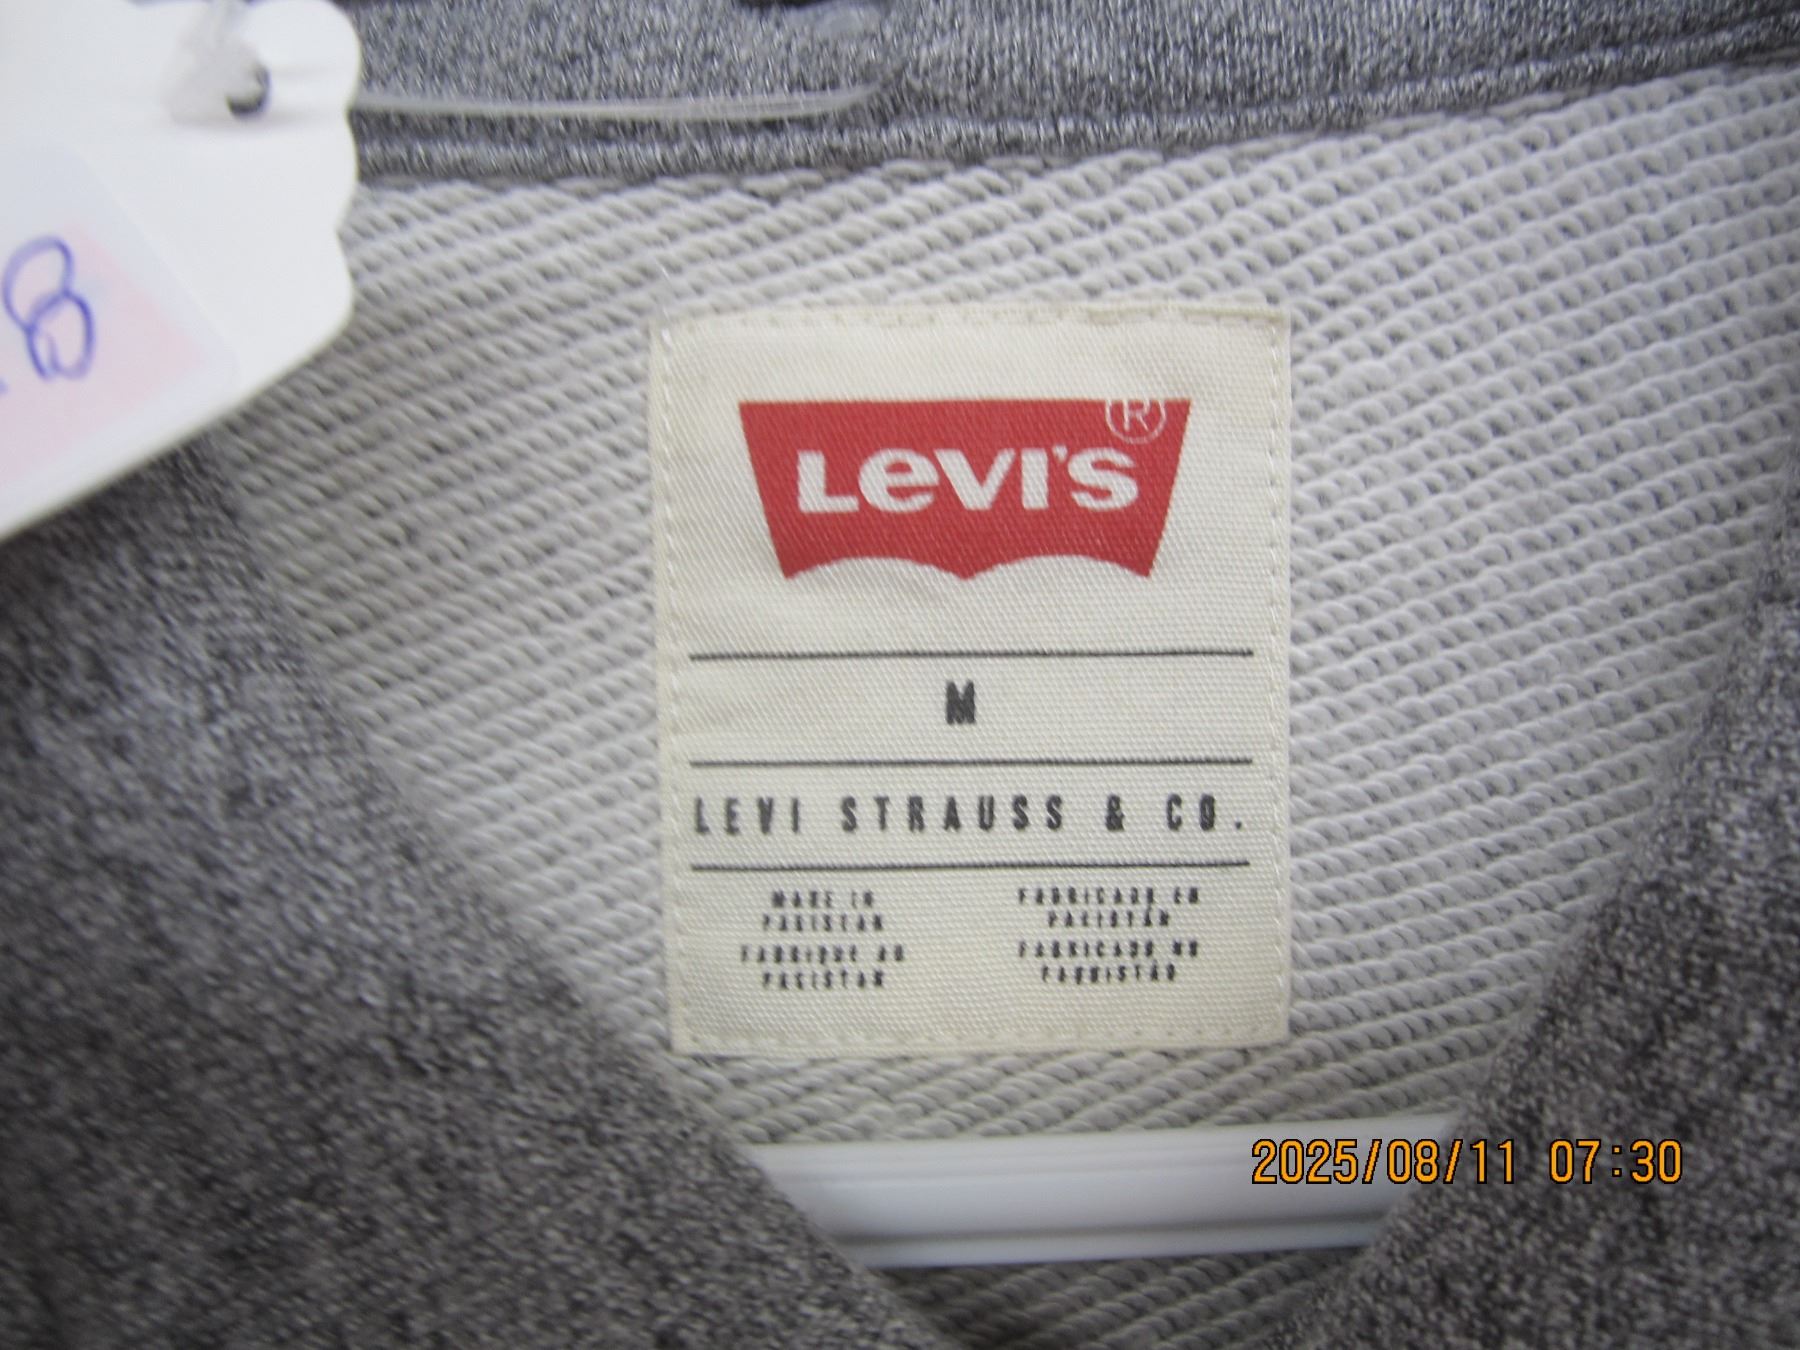 8
LEVI'S®
M
LEVI STRAUSS & CO.
MADE IN
PAKISTAN
FABRIQUÉ AU
PAKISTAN
FABRICADO EN
PAKISTÁN
FABRICADO NO
PAQUISTÃO
2025/08/11 07:30